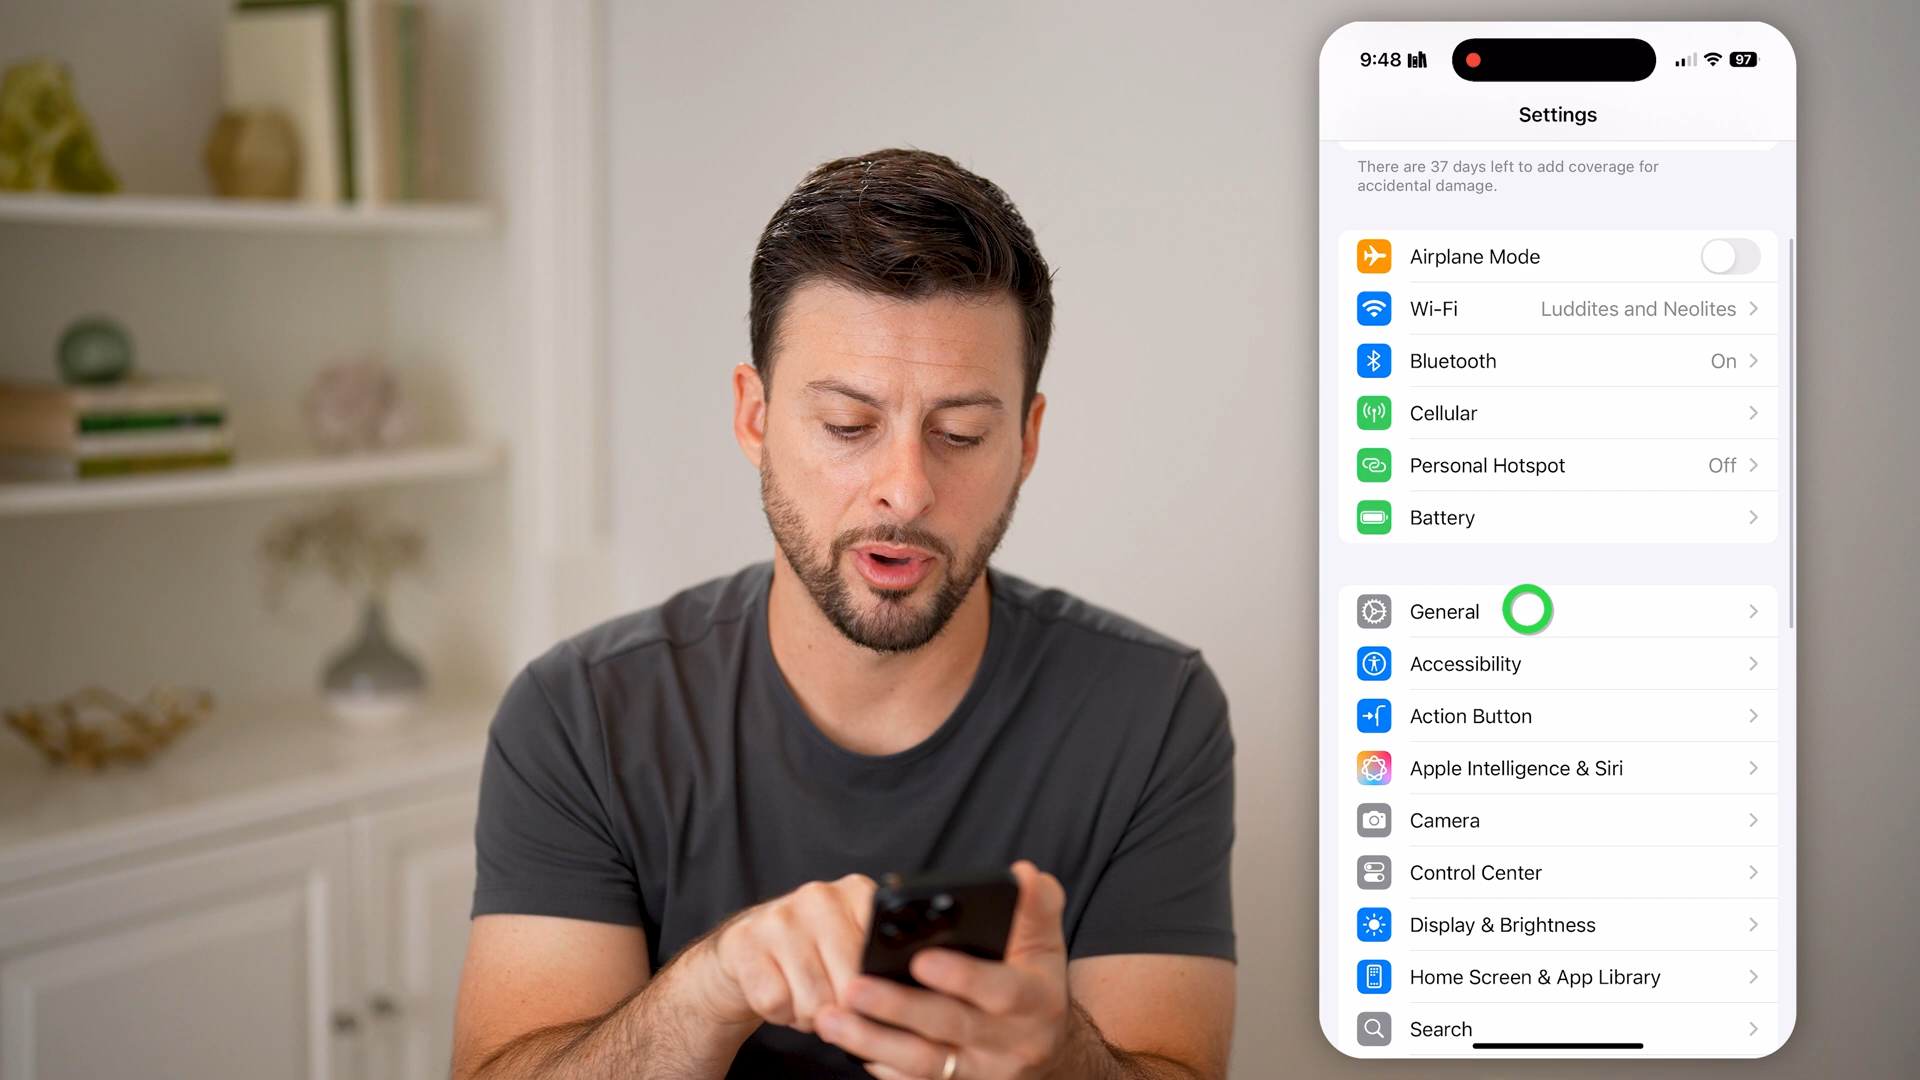 9:48
97
Settings
There are 37 days left to add coverage for
accidental damage.
Airplane Mode
Wi-Fi Luddites and Neolites
Bluetooth On
Cellular
Personal Hotspot Off
Battery
General
Accessibility
Action Button
Apple Intelligence & Siri
Camera
Control Center
Display & Brightness
Home Screen & App Library
Search